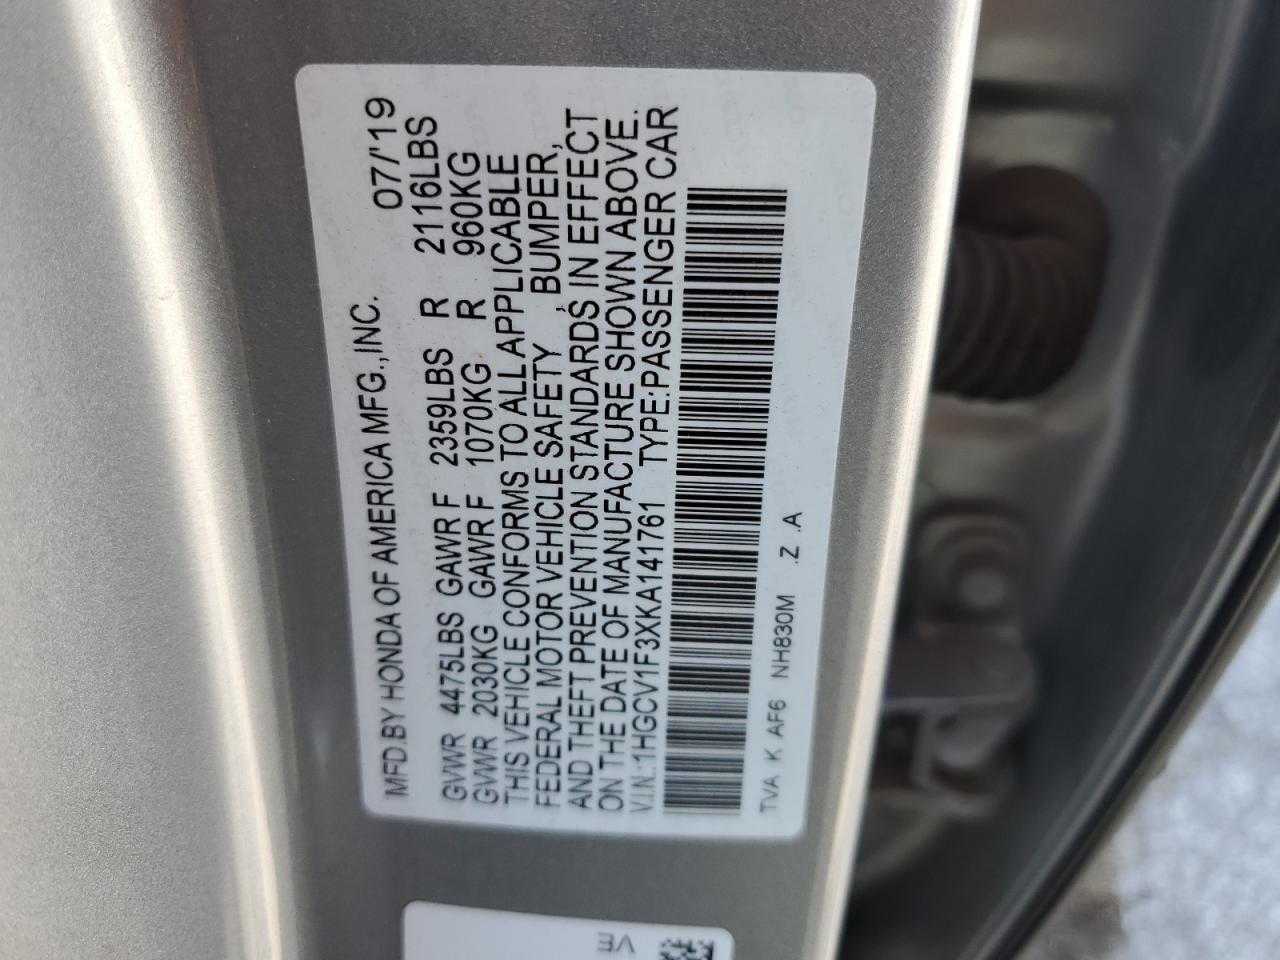 MFD.BY HONDA OF AMERICA MFG.,INC. 07/'19
GVWR 4475LBS GAWR F 2359LBS R 2116LBS
GVWR 2030KG GAWR F 1070KG R 960KG
THIS VEHICLE CONFORMS TO ALL APPLICABLE
FEDERAL MOTOR VEHICLE SAFETY , BUMPER,
AND THEFT PREVENTION STANDARDS IN EFFECT
ON THE DATE OF MANUFACTURE SHOWN ABOVE.
V.I.N.:1HGCV1F3XKA141761 TYPE:PASSENGER CAR
TVA K AF6 NH830M .Z .A
VE